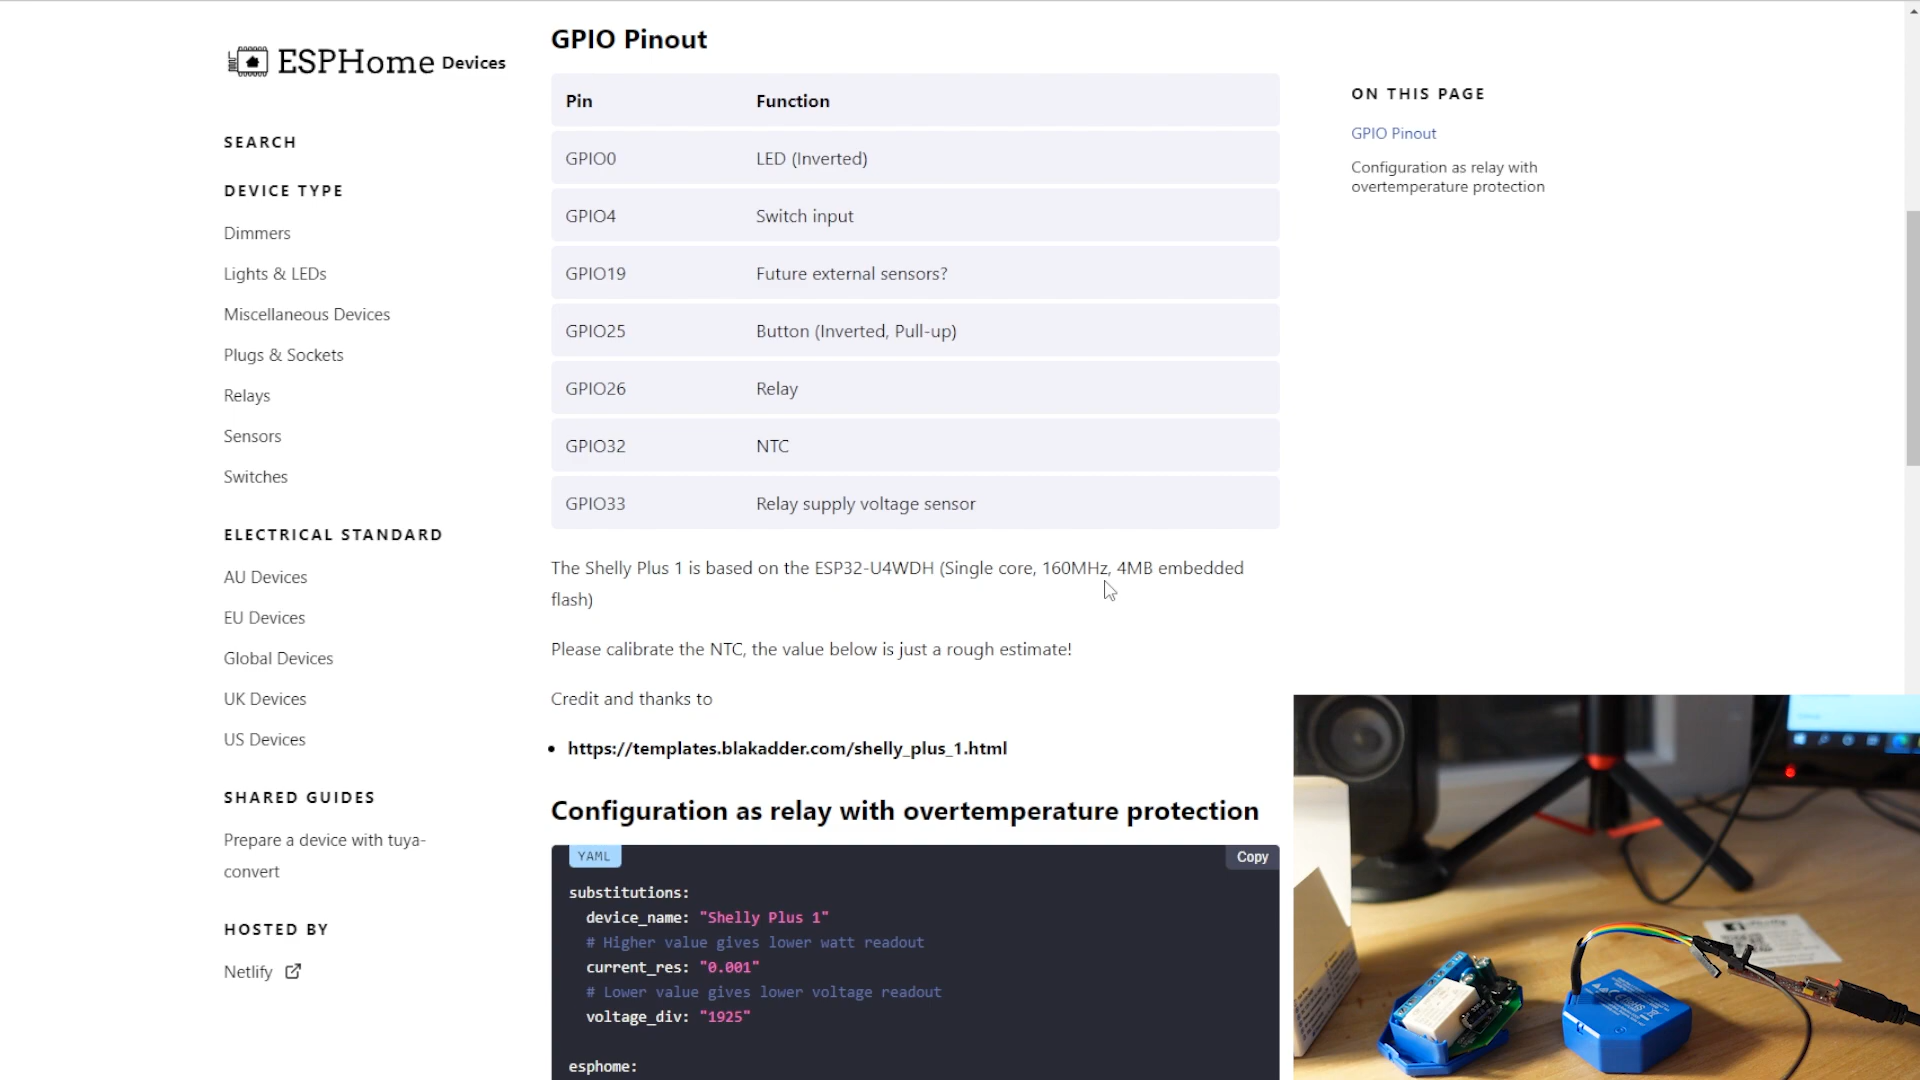 ESPHome Devices
SEARCH
DEVICE TYPE
Dimmers
Lights & LEDs
Miscellaneous Devices
Plugs & Sockets
Relays
Sensors
Switches
ELECTRICAL STANDARD
AU Devices
EU Devices
Global Devices
UK Devices
US Devices
SHARED GUIDES
Prepare a device with tuya-
convert
HOSTED BY
Netlify
GPIO Pinout
Pin Function
GPIO0 LED (Inverted)
GPIO4 Switch input
GPIO19 Future external sensors?
GPIO25 Button (Inverted, Pull-up)
GPIO26 Relay
GPIO32 NTC
GPIO33 Relay supply voltage sensor
The Shelly Plus 1 is based on the ESP32-U4WDH (Single core, 160MHz, 4MB embedded
flash)
Please calibrate the NTC, the value below is just a rough estimate!
Credit and thanks to
• https://templates.blakadder.com/shelly_plus_1.html
Configuration as relay with overtemperature protection
YAML
Copy
substitutions:
device_name: "Shelly Plus 1"
# Higher value gives lower watt readout
current_res: "0.001"
# Lower value gives lower voltage readout
voltage_div: "1925"
esphome:
ON THIS PAGE
GPIO Pinout
Configuration as relay with
overtemperature protection